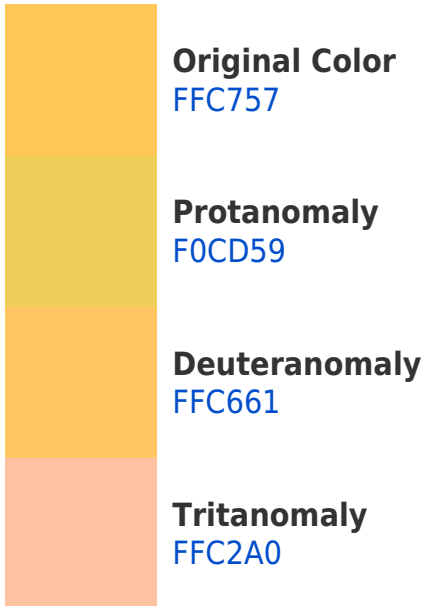 Original Color
FFC757
Protanomaly
F0CD59
Deuteranomaly
FFC661
Tritanomaly
FFC2A0